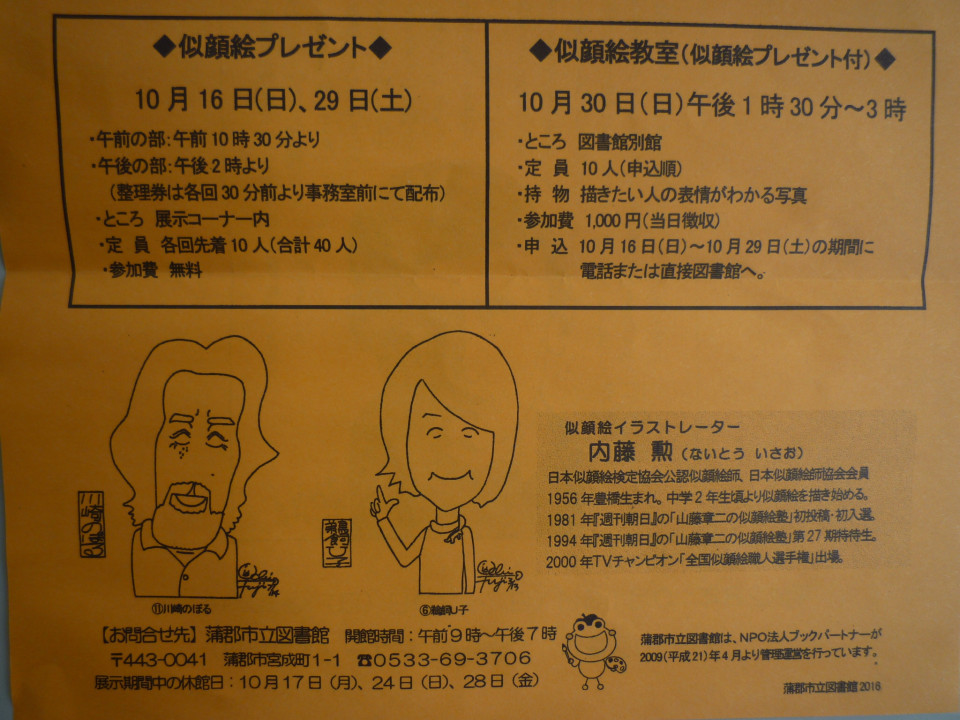 ◆似顔絵プレゼント◆
10月16日(日)、29日(土)
・午前の部：午前10時30分より
・午後の部：午後2時より
(整理券は各回30分前より事務室前にて配布)
・ところ 展示コーナー内
・定 員 各回先着10人(合計40人)
・参加費 無料
◆似顔絵教室(似顔絵プレゼント付)◆
10月30日(日)午後1時30分～3時
・ところ 図書館別館
・定 員 10人(申込順)
・持 物 描きたい人の表情がわかる写真
・参加費 1,000円(当日徴収)
・申 込 10月16日(日)～10月29日(土)の期間に
電話または直接図書館へ。
⑪川崎のぼる
似顔絵イラストレーター
内藤 勲(ないとう いさお)
日本似顔絵検定協会公認似顔絵師、日本似顔絵師協会会員
1956年豊橋生まれ。中学2年生頃より似顔絵を描き始める。
1981年『週刊朝日』の「山藤章二の似顔絵塾」初投稿・初入選。
1994年『週刊朝日』の「山藤章二の似顔絵塾」第27期特待生。
2000年TVチャンピオン「全国似顔絵職人選手権」出場。
【お問合せ先】蒲郡市立図書館 開館時間：午前9時～午後7時
〒443-0041 蒲郡市宮成町1-1 ☎0533-69-3706
展示期間中の休館日：10月17日(月)、24日(日)、28日(金)
蒲郡市立図書館は、NPO法人ブックパートナーが
2009(平成21)年4月より管理運営を行っています。
蒲郡市立図書館2016